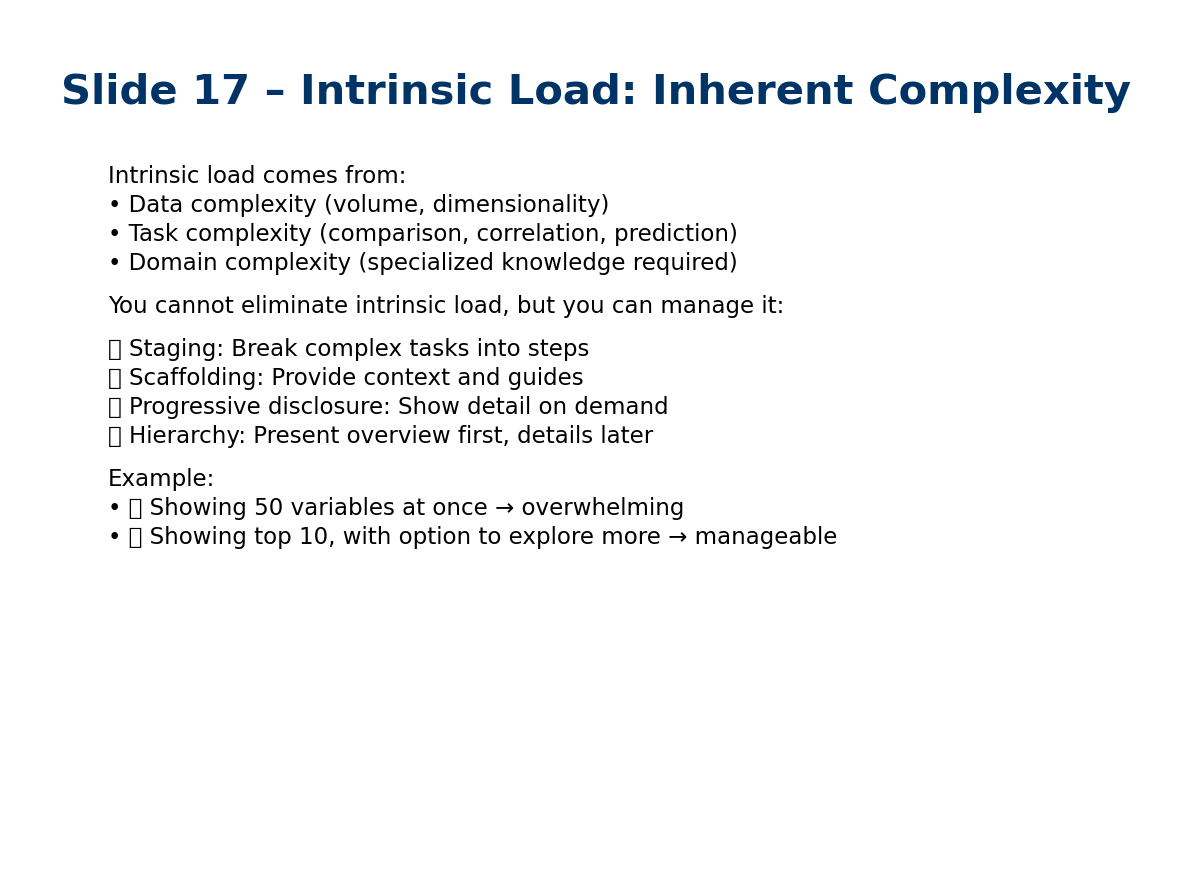 Slide 17 – Intrinsic Load: Inherent Complexity
Intrinsic load comes from:
• Data complexity (volume, dimensionality)
• Task complexity (comparison, correlation, prediction)
• Domain complexity (specialized knowledge required)
You cannot eliminate intrinsic load, but you can manage it:
Staging: Break complex tasks into steps
Scaffolding: Provide context and guides
Progressive disclosure: Show detail on demand
Hierarchy: Present overview first, details later
Example:
• Showing 50 variables at once → overwhelming
• Showing top 10, with option to explore more → manageable